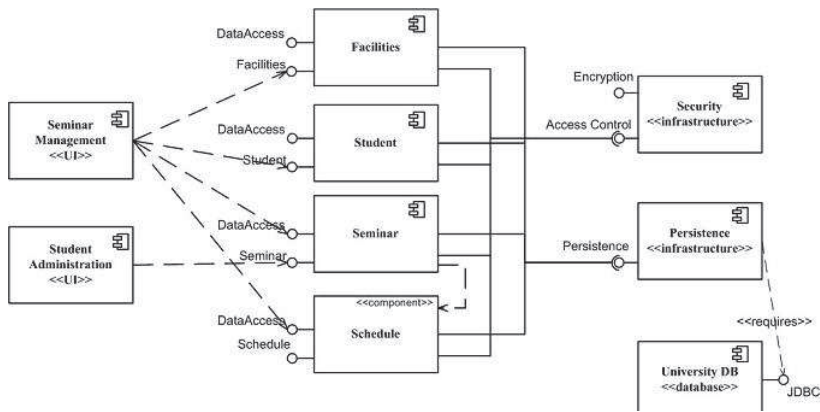 DataAccess
Facilities
Facilities
Seminar
Management
<<UI>>
DataAccess
Student
Student
DataAccess
Seminar
Seminar
Student
Administration
<<UI>>
<<component>>
DataAccess
Schedule
Schedule
Encryption
Access Control
Security
<<infrastructure>>
Persistence
Persistence
<<infrastructure>>
<<requires>>
University DB
<<database>>
JDBC